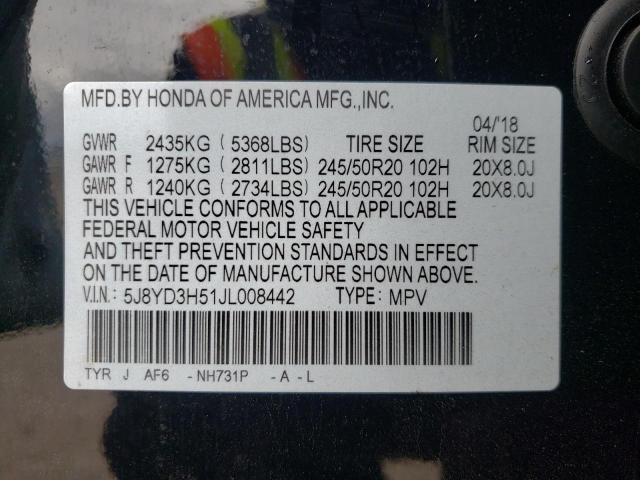 MFD.BY HONDA OF AMERICA MFG.,INC.
04/'18
GVWR 2435KG ( 5368LBS) TIRE SIZE RIM SIZE
GAWR F 1275KG ( 2811LBS) 245/50R20 102H 20X8.0J
GAWR R 1240KG ( 2734LBS) 245/50R20 102H 20X8.0J
THIS VEHICLE CONFORMS TO ALL APPLICABLE
FEDERAL MOTOR VEHICLE SAFETY
AND THEFT PREVENTION STANDARDS IN EFFECT
ON THE DATE OF MANUFACTURE SHOWN ABOVE.
V.I.N.: 5J8YD3H51JL008442 TYPE: MPV
TYR J AF6 - NH731P - A - L